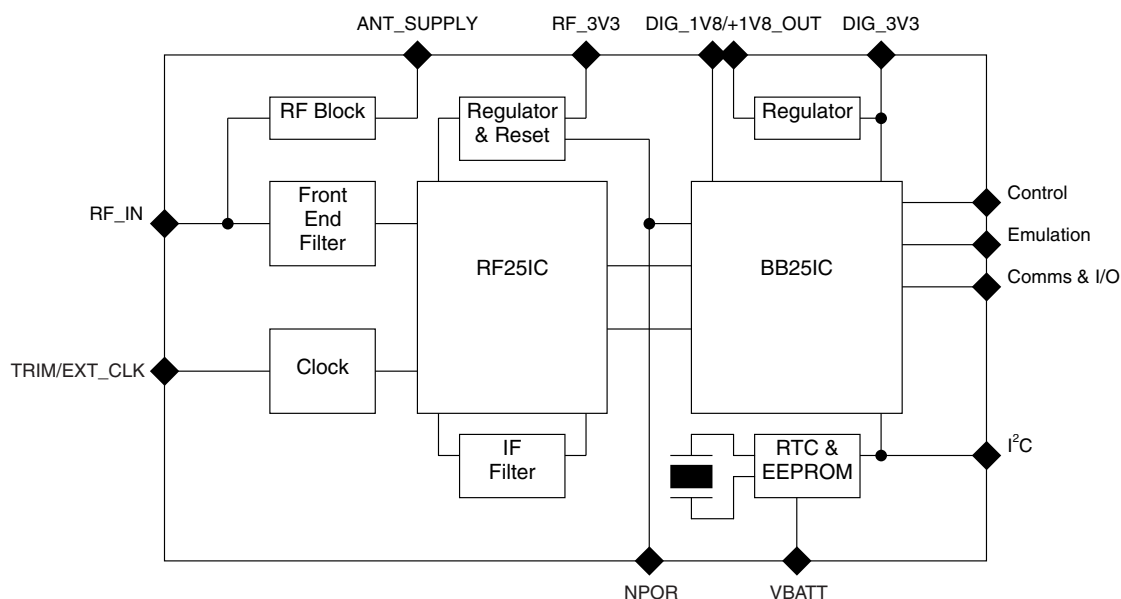 ANT_SUPPLY
RF_3V3
DIG_1V8/+1V8_OUT
DIG_3V3
RF Block
Regulator
& Reset
Regulator
RF_IN
Front
End
Filter
RF25IC
BB25IC
Control
Emulation
Comms & I/O
TRIM/EXT_CLK
Clock
IF
Filter
RTC &
EEPROM
I²C
NPOR
VBATT